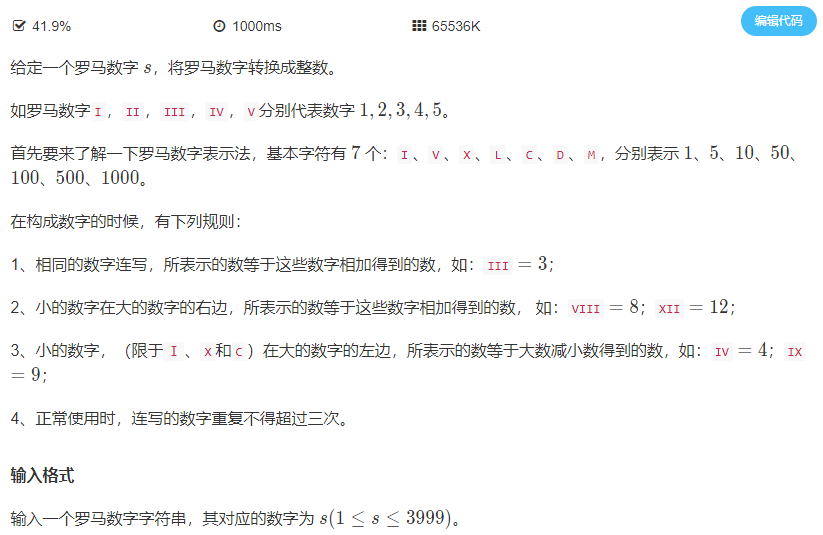 41.9% 1000ms 65536K 编辑代码
给定一个罗马数字 s，将罗马数字转换成整数。
如罗马数字 I ， II ， III ， IV ， V 分别代表数字 1, 2, 3, 4, 5。
首先要来了解一下罗马数字表示法，基本字符有 7 个： I 、 V 、 X 、 L 、 C 、 D 、 M ，分别表示 1、5、10、50、
100、500、1000。
在构成数字的时候，有下列规则：
1、相同的数字连写，所表示的数等于这些数字相加得到的数，如： III = 3；
2、小的数字在大的数字的右边，所表示的数等于这些数字相加得到的数， 如： VIII = 8； XII = 12；
3、小的数字，（限于 I 、 X 和 C ）在大的数字的左边，所表示的数等于大数减小数得到的数，如： IV = 4； IX
= 9；
4、正常使用时，连写的数字重复不得超过三次。
输入格式
输入一个罗马数字字符串，其对应的数字为 s(1 ≤ s ≤ 3999)。